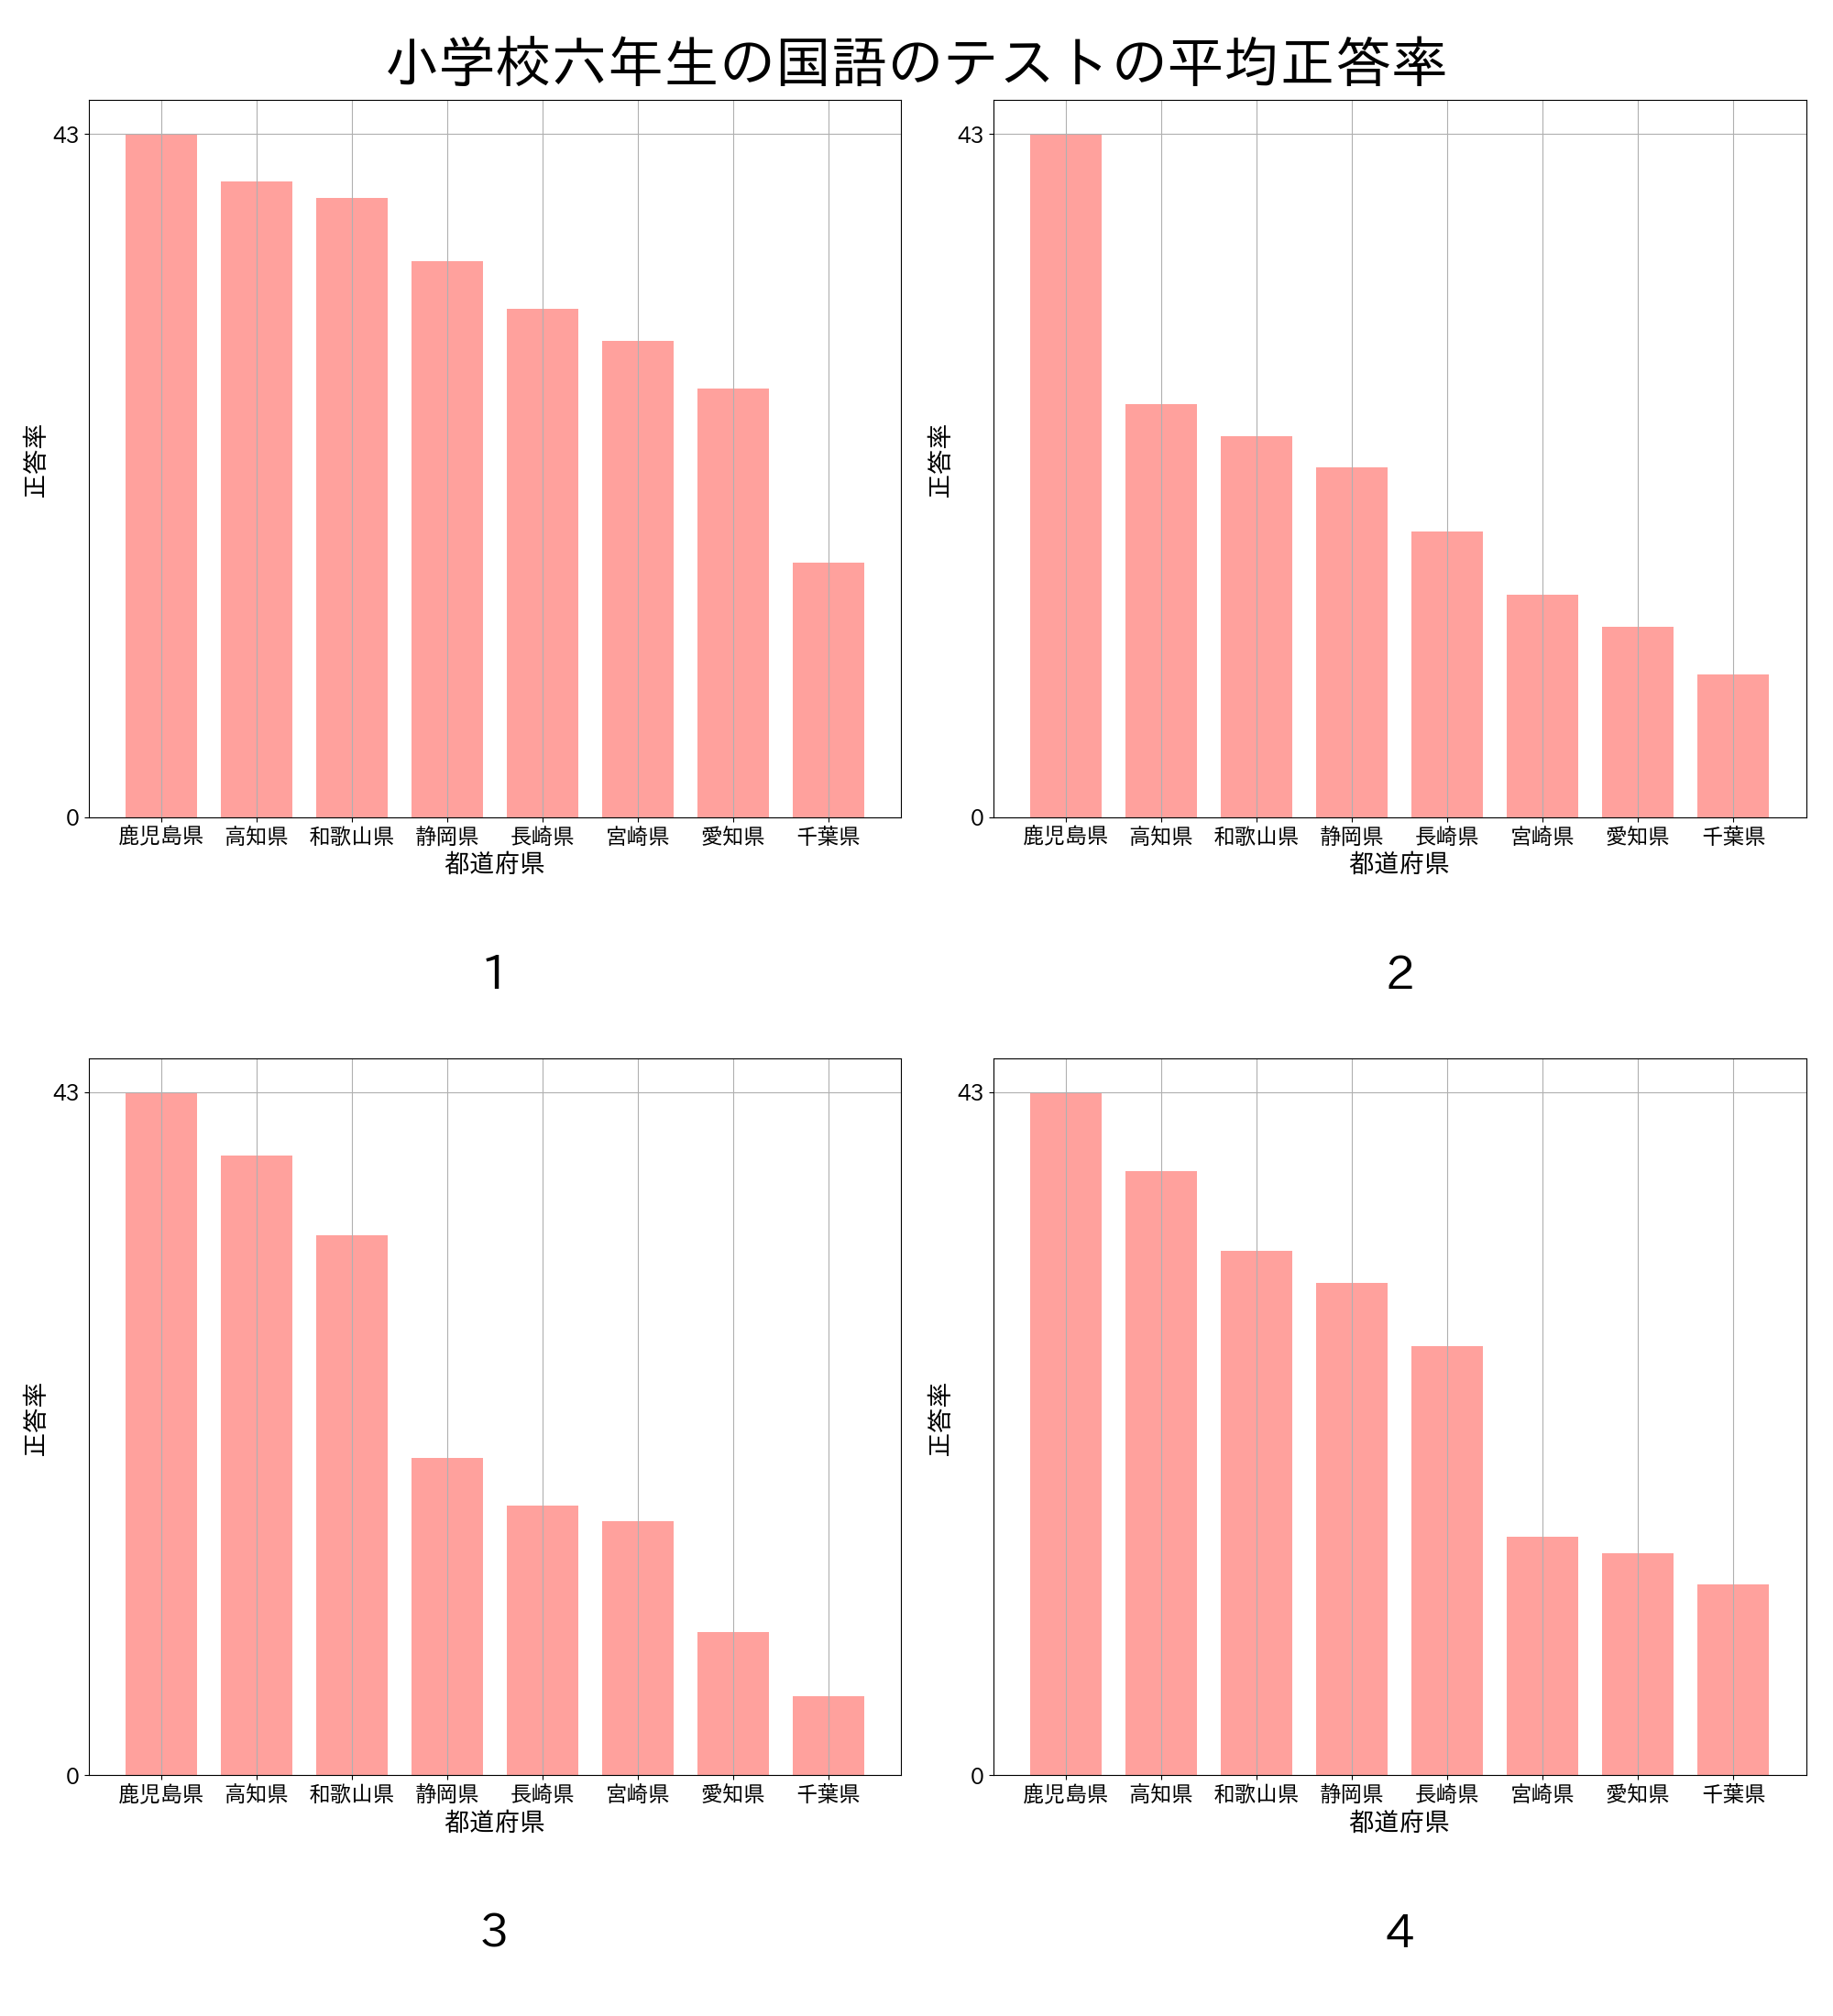 小学校六年生の国語のテストの平均正答率
43
0
正答率
鹿児島県 高知県 和歌山県 静岡県 長崎県 宮崎県 愛知県 千葉県
都道府県
1
43
0
正答率
鹿児島県 高知県 和歌山県 静岡県 長崎県 宮崎県 愛知県 千葉県
都道府県
2
43
0
正答率
鹿児島県 高知県 和歌山県 静岡県 長崎県 宮崎県 愛知県 千葉県
都道府県
3
43
0
正答率
鹿児島県 高知県 和歌山県 静岡県 長崎県 宮崎県 愛知県 千葉県
都道府県
4